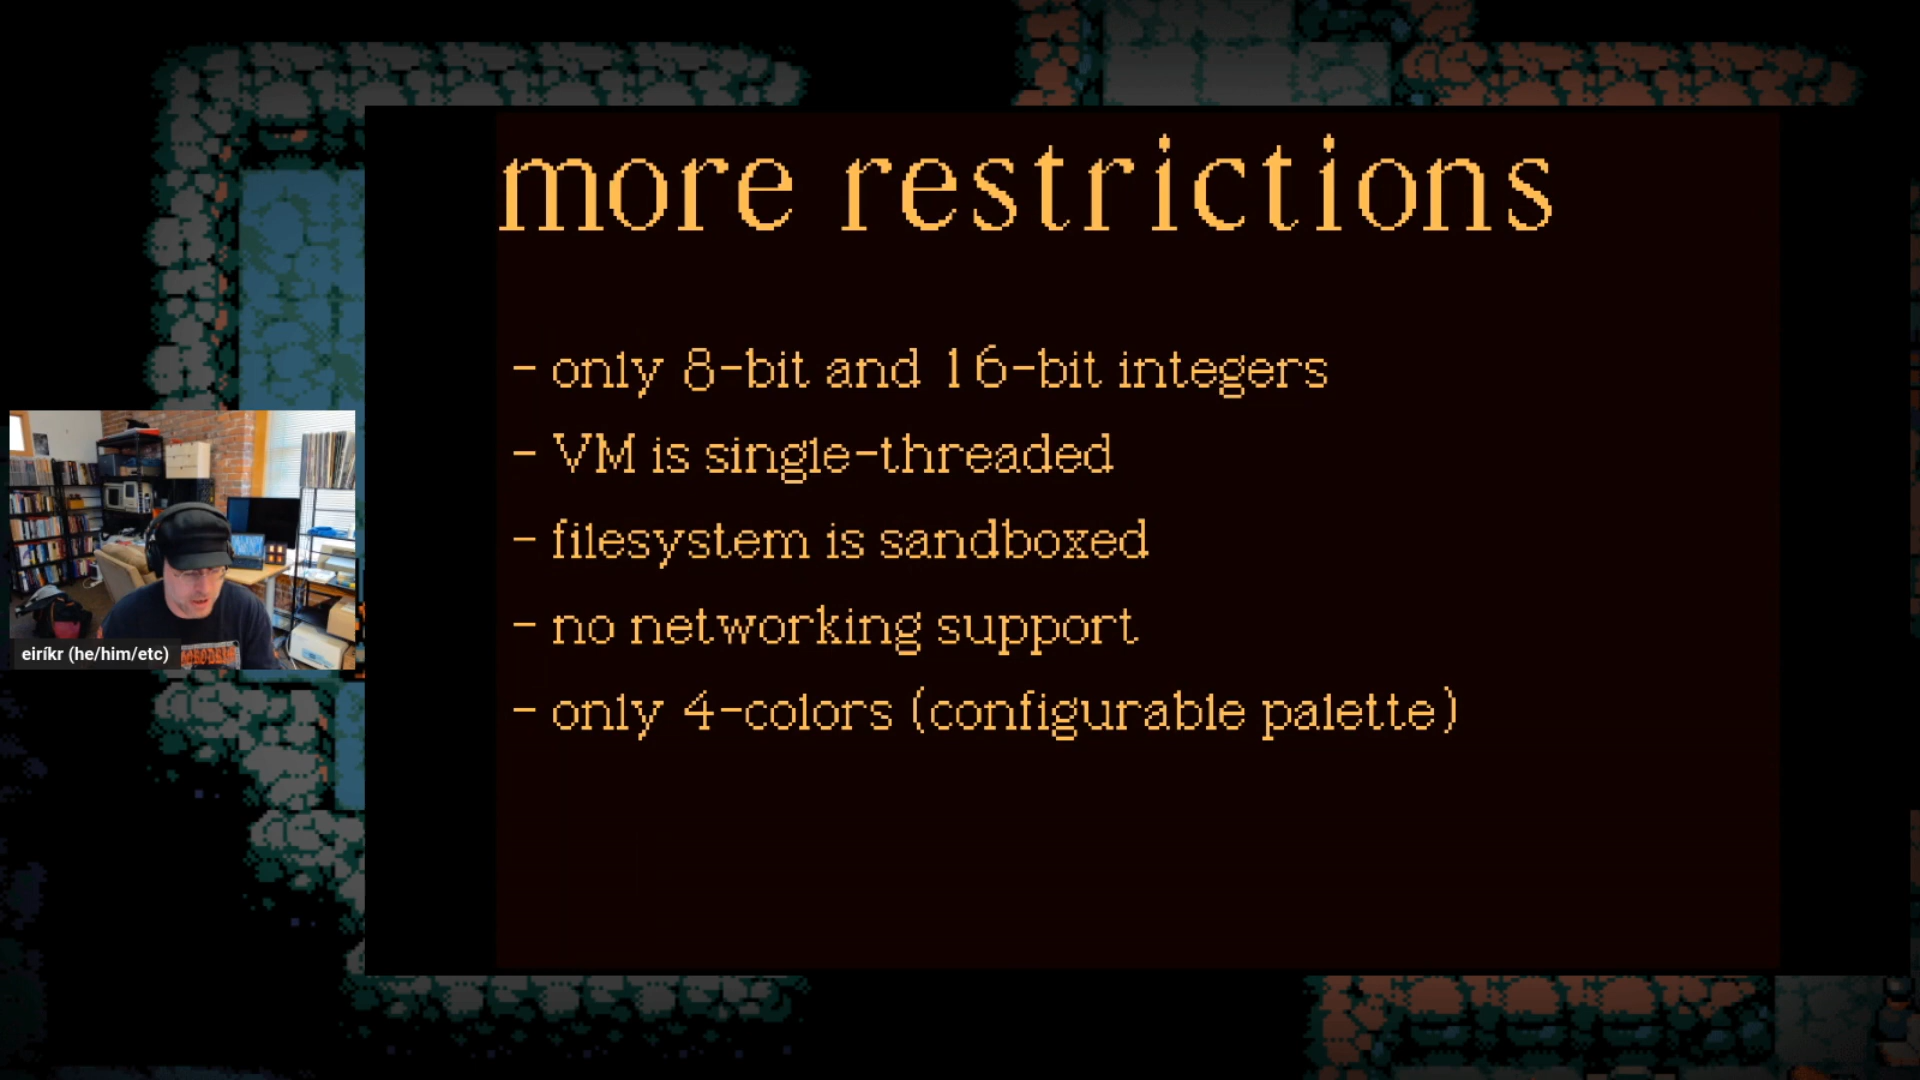 more restrictions
- only 8-bit and 16-bit integers
- VM is single-threaded
- filesystem is sandboxed
- no networking support
- only 4-colors (configurable palette)
eiríkr (he/him/etc)